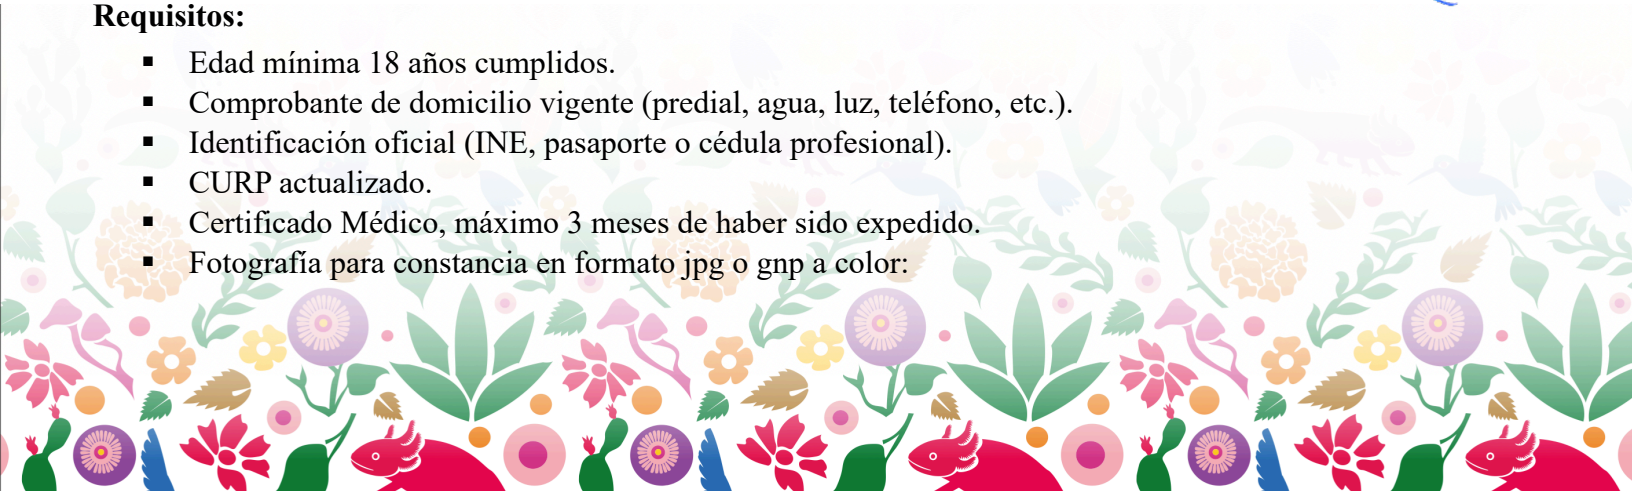 Requisitos:
▪ Edad mínima 18 años cumplidos.
▪ Comprobante de domicilio vigente (predial, agua, luz, teléfono, etc.).
▪ Identificación oficial (INE, pasaporte o cédula profesional).
▪ CURP actualizado.
▪ Certificado Médico, máximo 3 meses de haber sido expedido.
▪ Fotografía para constancia en formato jpg o gnp a color: